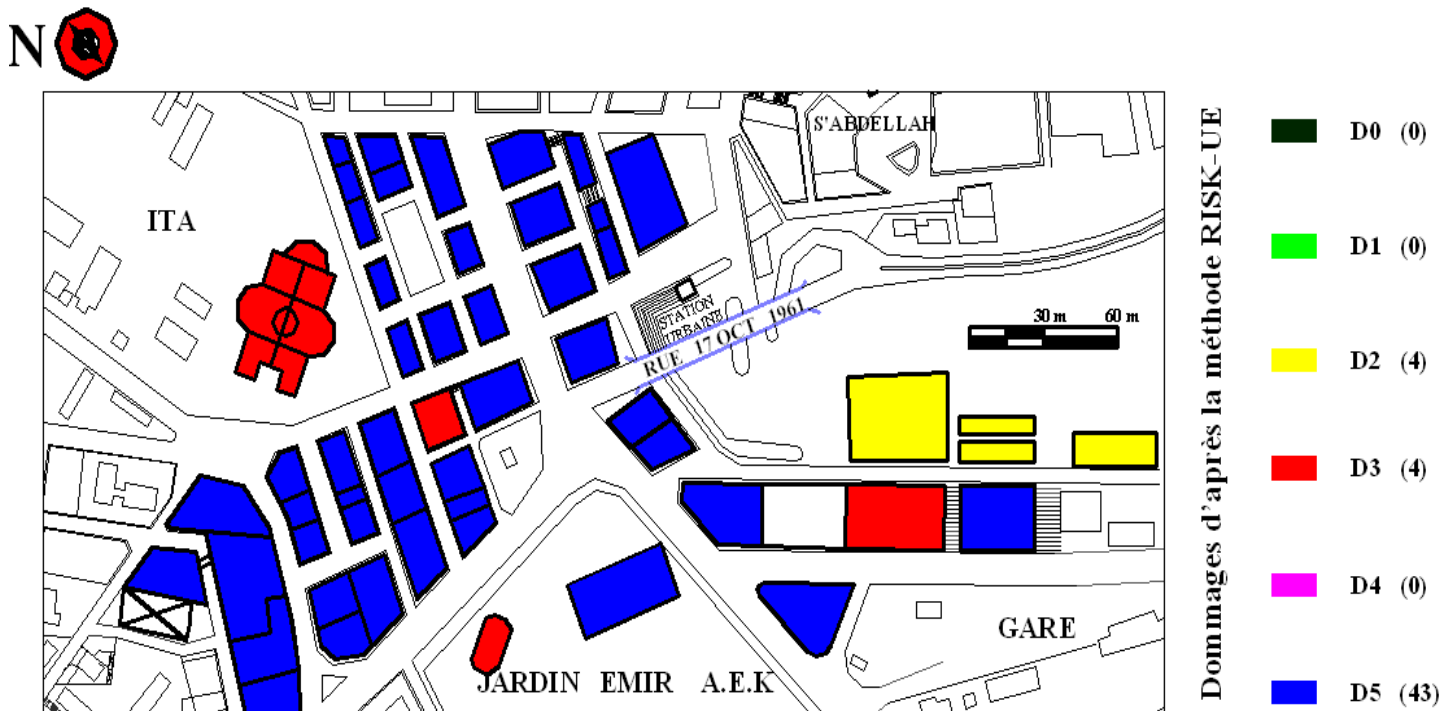 N
S'ABDELLAH
ITA
STATION
URBAINE
RUE 17 OCT 1961
30 m 60 m
GARE
JARDIN EMIR A.E.K
Dommages d'après la méthode RISK-UE
D0 (0)
D1 (0)
D2 (4)
D3 (4)
D4 (0)
D5 (43)